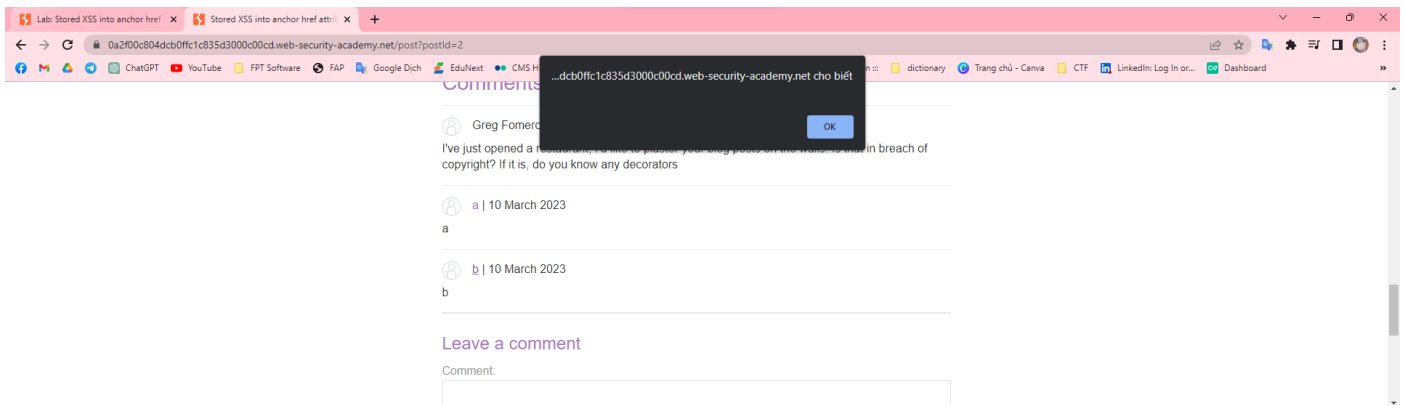 Lab: Stored XSS into anchor href
Stored XSS into anchor href attrib
0a2f00c804dcb0ffc1c835d3000c00cd.web-security-academy.net/post?postId=2
ChatGPT YouTube FPT Software FAP Google Dịch EduNext CMS H n ::: dictionary Trang chủ - Canva CTF LinkedIn: Log In or... Dashboard »
...dcb0ffc1c835d3000c00cd.web-security-academy.net cho biết
OK
Comments
Greg Fomerc
I've just opened a restaurant, I'd like to plaster your blog posts on the walls. Is that in breach of
copyright? If it is, do you know any decorators
a | 10 March 2023
a
b | 10 March 2023
b
Leave a comment
Comment: